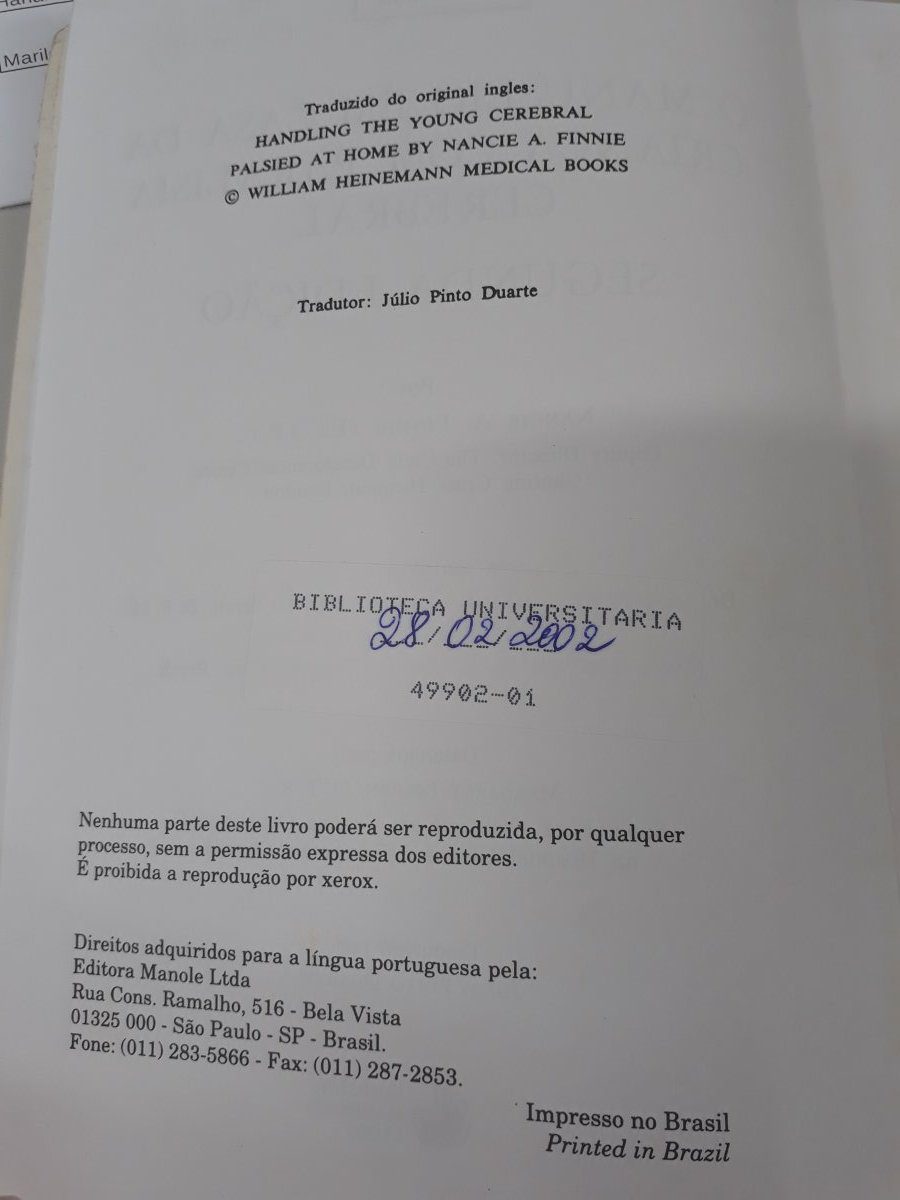 Maril
Traduzido do original ingles:
HANDLING THE YOUNG CEREBRAL
PALSIED AT HOME BY NANCIE A. FINNIE
© WILLIAM HEINEMANN MEDICAL BOOKS
Tradutor: Júlio Pinto Duarte
BIBLIOTECA UNIVERSITARIA
28/02/2002
49902-01
Nenhuma parte deste livro poderá ser reproduzida, por qualquer
processo, sem a permissão expressa dos editores.
É proibida a reprodução por xerox.
Direitos adquiridos para a língua portuguesa pela:
Editora Manole Ltda
Rua Cons. Ramalho, 516 - Bela Vista
01325 000 - São Paulo - SP - Brasil.
Fone: (011) 283-5866 - Fax: (011) 287-2853.
Impresso no Brasil
Printed in Brazil